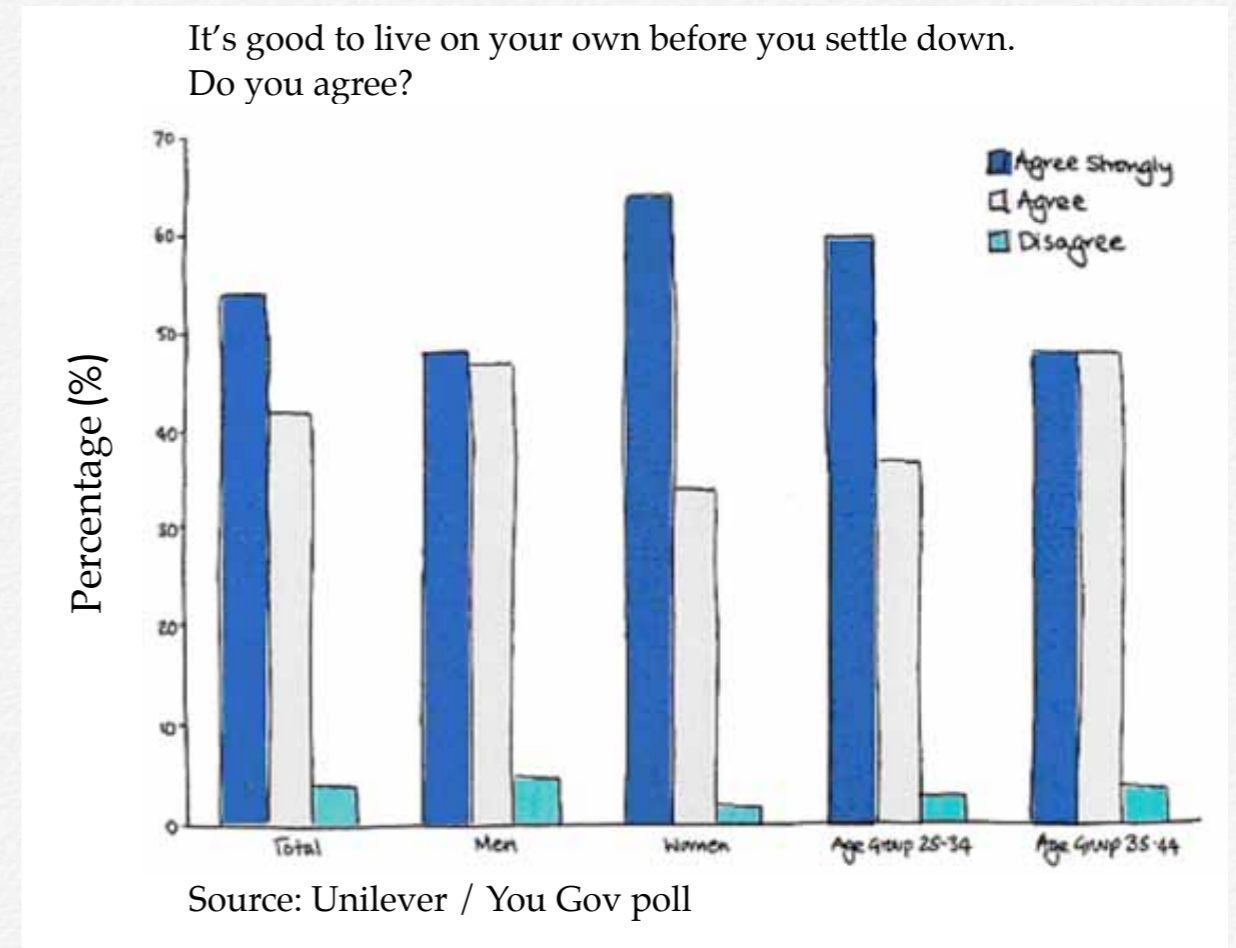 It's good to live on your own before you settle down.
Do you agree?
70
60
50
40
30
20
10
0
Percentage (%)
Agree Strongly
Agree
Disagree
Total
Men
Women
Age Group 25-34
Age Group 35-44
Source: Unilever / You Gov poll